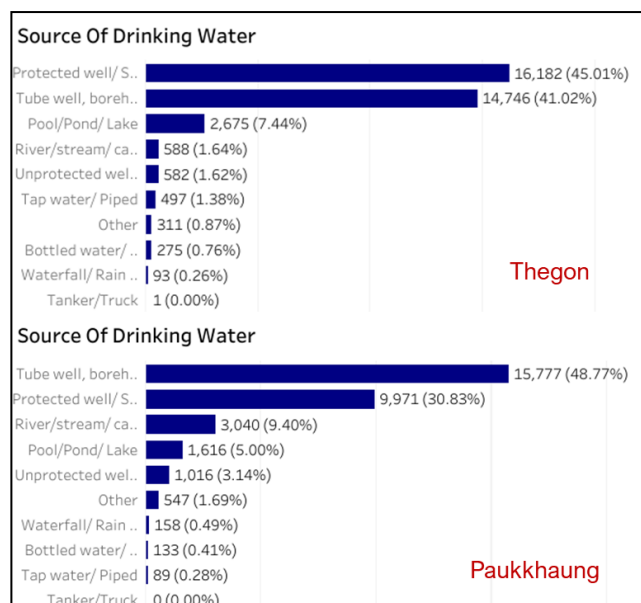 Source Of Drinking Water
Protected well/ S.. 16,182 (45.01%)
Tube well, boreh.. 14,746 (41.02%)
Pool/Pond/ Lake 2,675 (7.44%)
River/stream/ ca.. 588 (1.64%)
Unprotected wel.. 582 (1.62%)
Tap water/ Piped 497 (1.38%)
Other 311 (0.87%)
Bottled water/ .. 275 (0.76%)
Waterfall/ Rain .. 93 (0.26%)
Thegon
Tanker/Truck 1 (0.00%)
Source Of Drinking Water
Tube well, boreh.. 15,777 (48.77%)
Protected well/ S.. 9,971 (30.83%)
River/stream/ ca.. 3,040 (9.40%)
Pool/Pond/ Lake 1,616 (5.00%)
Unprotected wel.. 1,016 (3.14%)
Other 547 (1.69%)
Waterfall/ Rain .. 158 (0.49%)
Bottled water/ .. 133 (0.41%)
Tap water/ Piped 89 (0.28%)
Paukkhaung
Tanker/Truck 0 (0.00%)